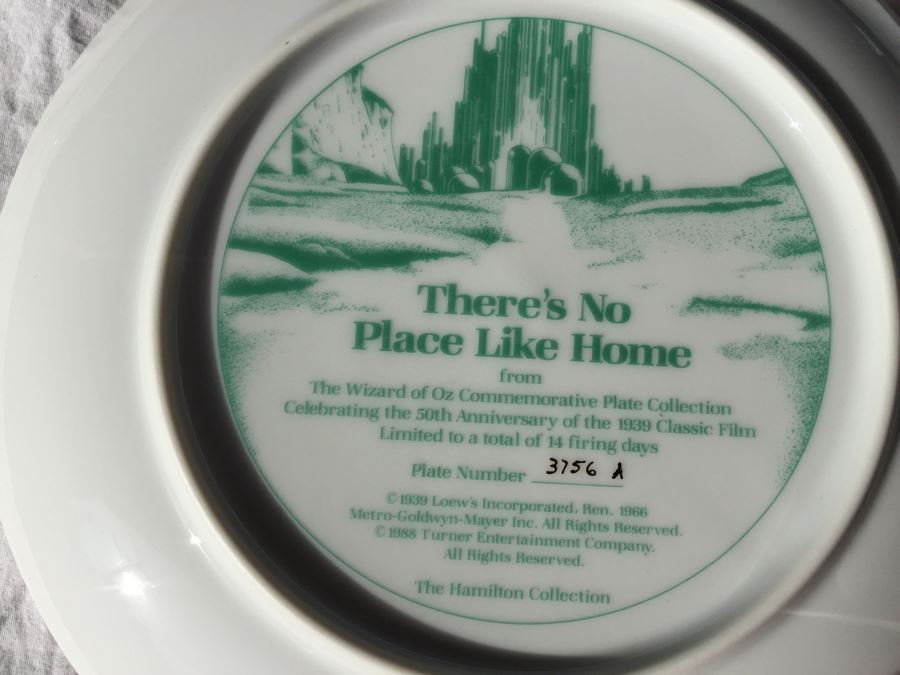 There's No
Place Like Home
from
The Wizard of Oz Commemorative Plate Collection
Celebrating the 50th Anniversary of the 1939 Classic Film
Limited to a total of 14 firing days
Plate Number 3756 A
© 1939 Loew's Incorporated, Ren. 1966
Metro-Goldwyn-Mayer Inc. All Rights Reserved.
© 1988 Turner Entertainment Company.
All Rights Reserved.
The Hamilton Collection